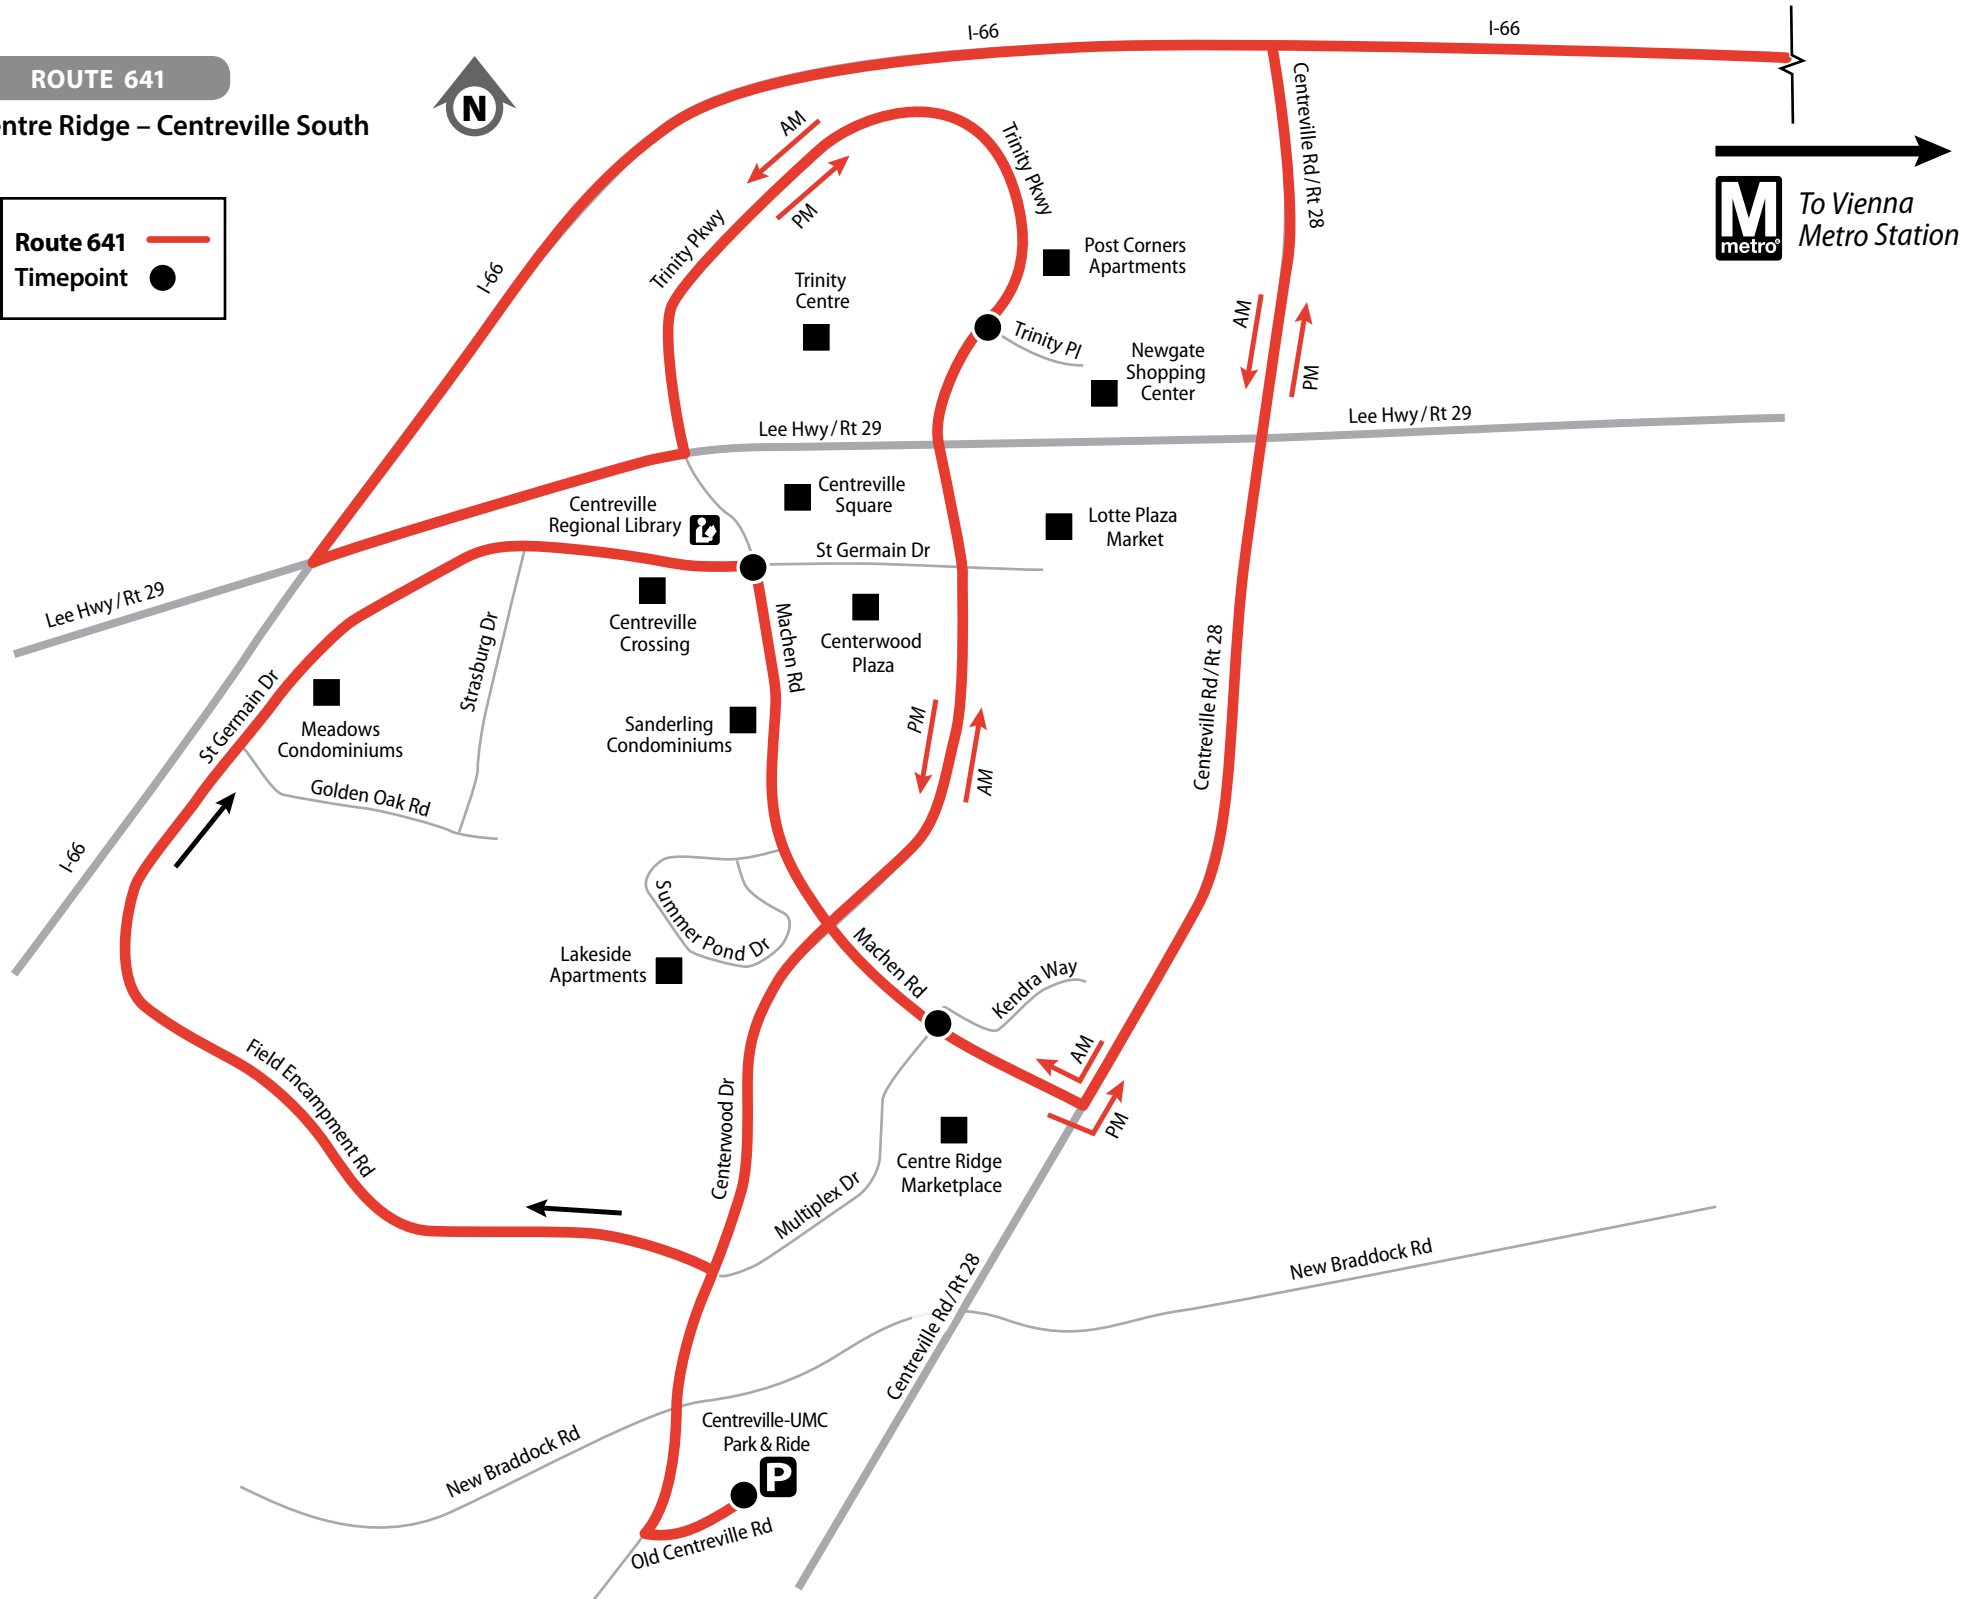 ROUTE 641
ntre Ridge – Centreville South
N
Route 641
Timepoint
I-66
I-66
Centreville Rd/Rt 28
To Vienna
Metro Station
M
metro
AM
PM
Trinity Pkwy
Trinity Pkwy
I-66
Post Corners
Apartments
Trinity
Centre
Trinity Pl
Newgate
Shopping
Center
AM
PM
Lee Hwy/Rt 29
Lee Hwy/Rt 29
Centreville
Square
Centreville
Regional Library
Lotte Plaza
Market
St Germain Dr
Lee Hwy/Rt 29
Centreville
Crossing
Machen Rd
Centerwood
Plaza
Strasburg Dr
Centreville Rd/Rt 28
St Germain Dr
Meadows
Condominiums
Sanderling
Condominiums
PM
AM
Golden Oak Rd
I-66
Summer Pond Dr
Lakeside
Apartments
Machen Rd
Kendra Way
AM
PM
Field Encampment Rd
Centerwood Dr
Centre Ridge
Marketplace
Multiplex Dr
New Braddock Rd
Centreville Rd/Rt 28
Centreville-UMC
Park & Ride
P
New Braddock Rd
Old Centreville Rd